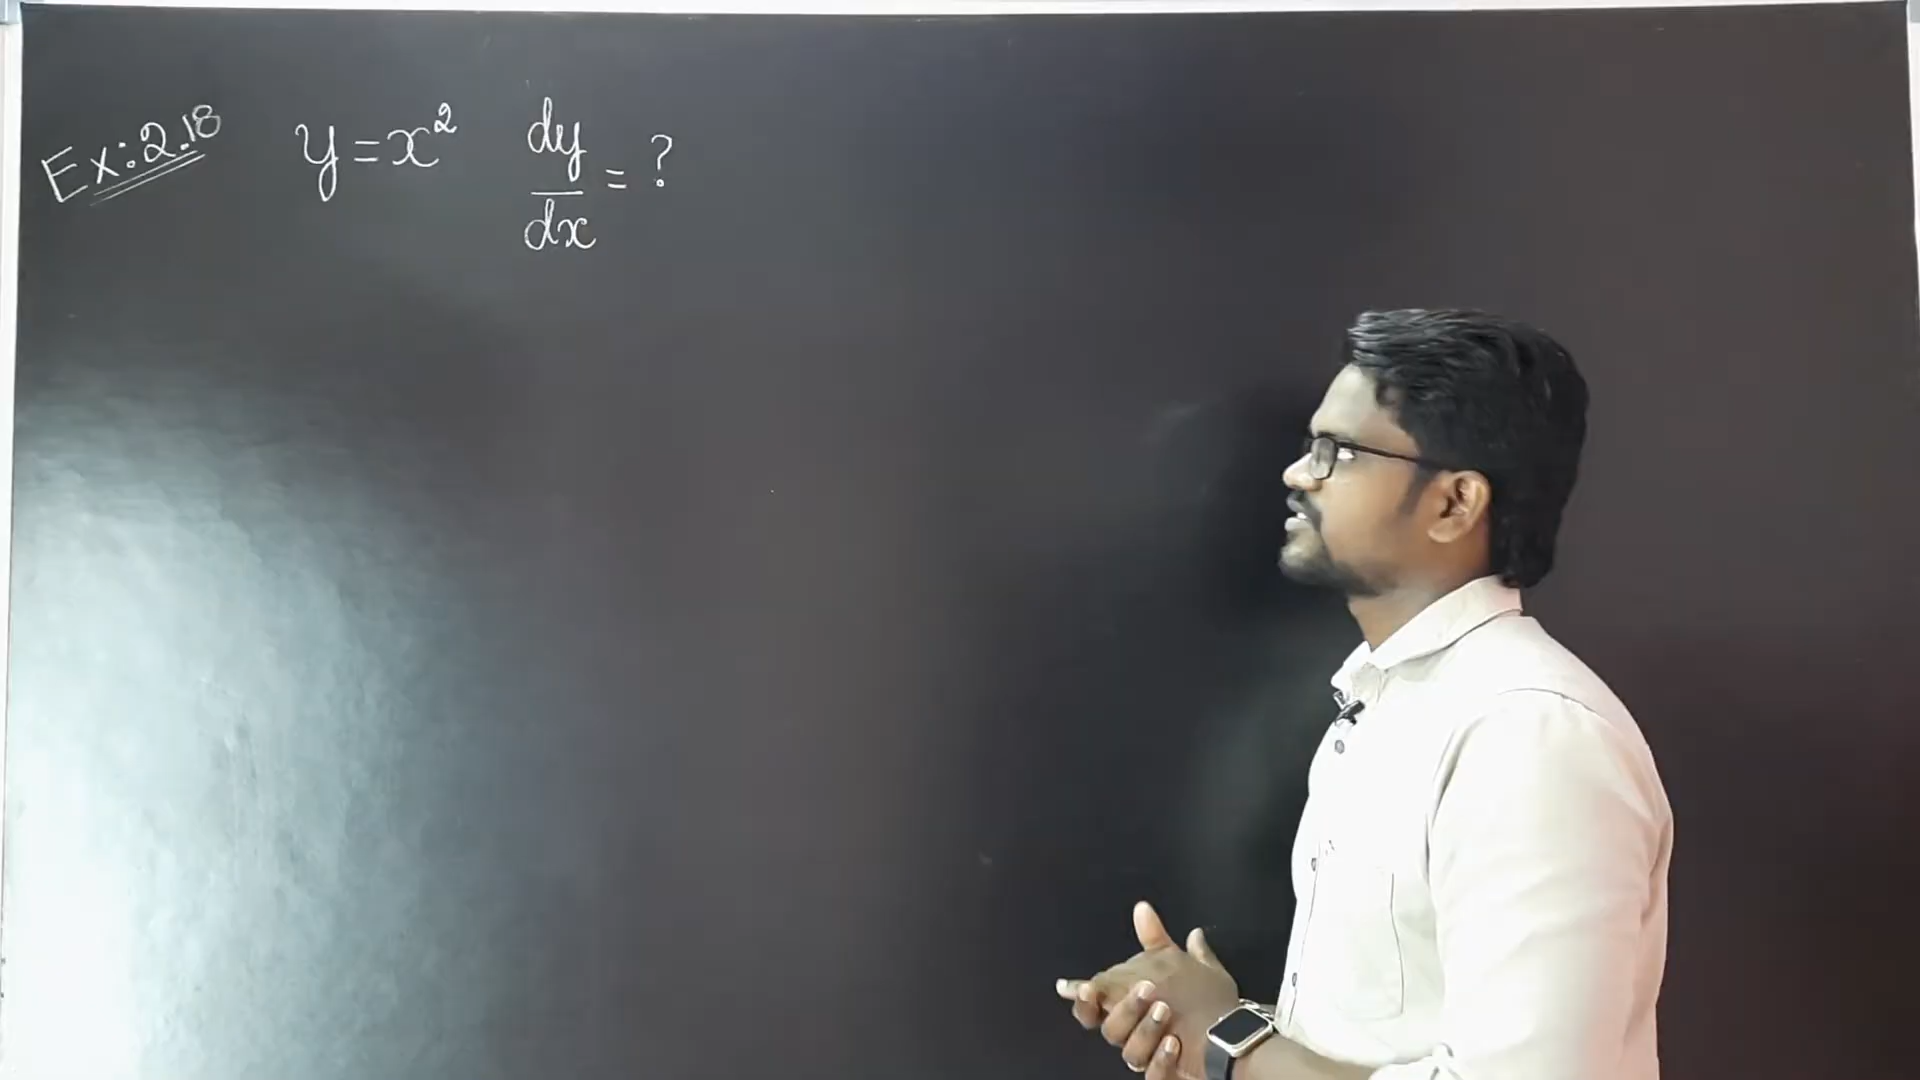 Ex:2.18 y=x² dy/dx = ?